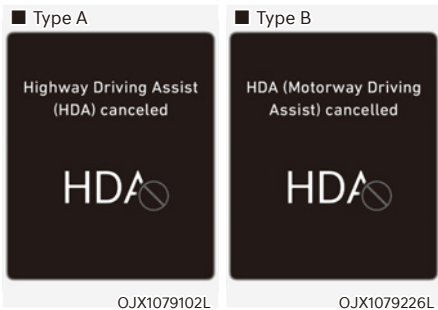 ■ Type A
Highway Driving Assist
(HDA) canceled
HDA
OJX1079102L
■ Type B
HDA (Motorway Driving
Assist) cancelled
HDA
OJX1079226L